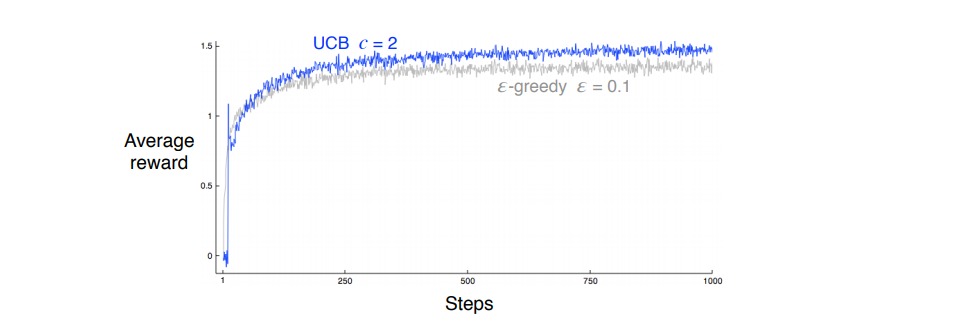 UCB c = 2
ε-greedy ε = 0.1
Average
reward
1.5
1
0.5
0
1
250
500
750
1000
Steps